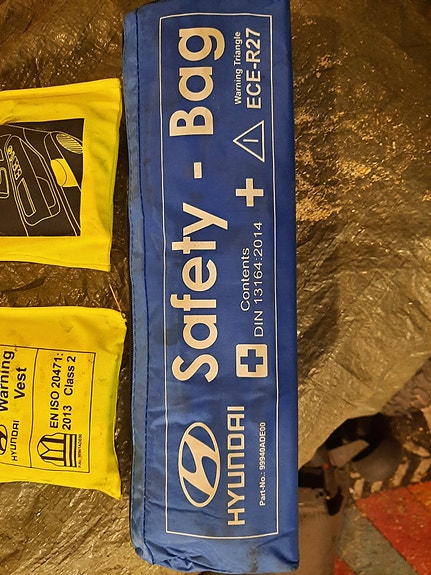 Safety - Bag
HYUNDAI
Part-No.: 99940ADE00
Contents
DIN 13164:2014
+
Warning Triangle
ECE-R27
Warning
Vest
HYUNDAI
EN ISO 20471:
2013 Class 2